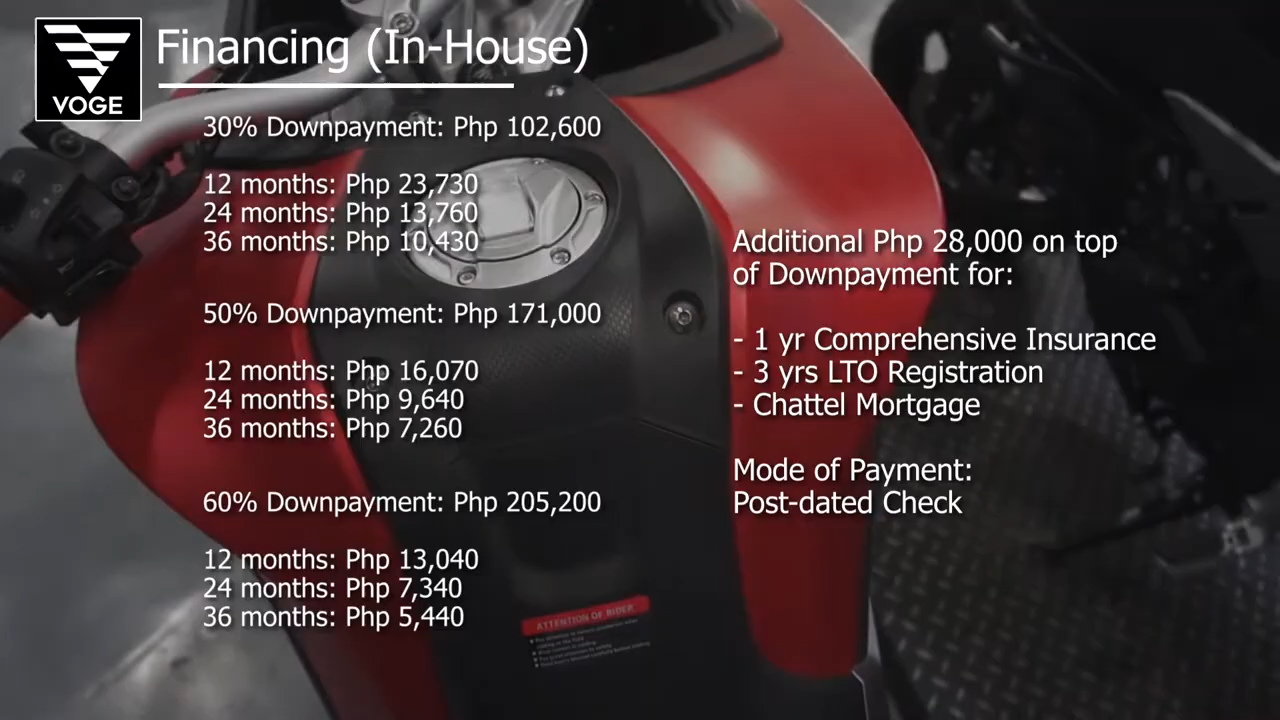 VOGE
Financing (In-House)
30% Downpayment: Php 102,600
12 months: Php 23,730
24 months: Php 13,760
36 months: Php 10,430
50% Downpayment: Php 171,000
12 months: Php 16,070
24 months: Php 9,640
36 months: Php 7,260
60% Downpayment: Php 205,200
12 months: Php 13,040
24 months: Php 7,340
36 months: Php 5,440
Additional Php 28,000 on top
of Downpayment for:
- 1 yr Comprehensive Insurance
- 3 yrs LTO Registration
- Chattel Mortgage
Mode of Payment:
Post-dated Check
ATTENTION OF RIDER